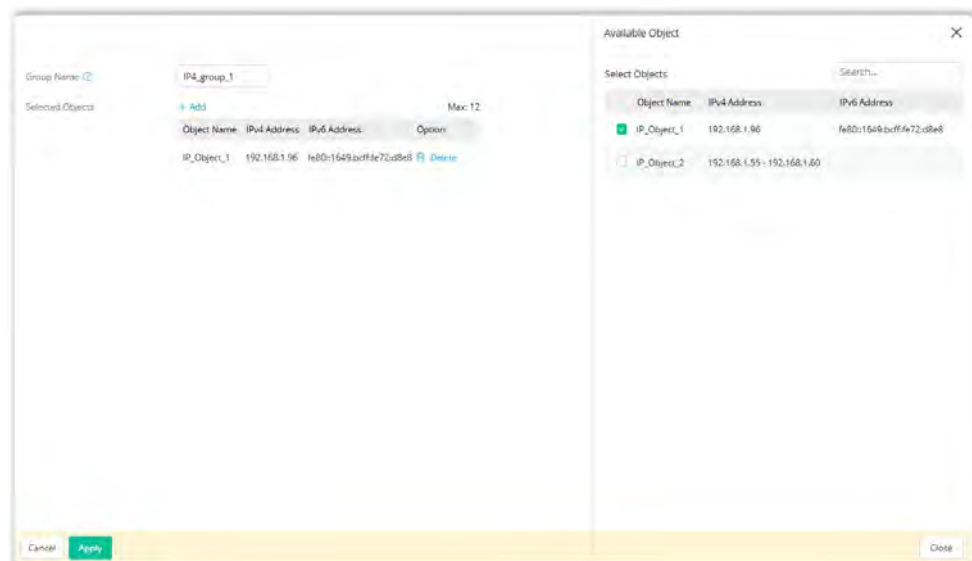 Available Object
Group Name
IP4_group_1
Select Objects
Search...
Selected Objects
+ Add
Max: 12
Object Name IPv4 Address IPv6 Address Option
IP_Object_1 192.168.1.96 fe80::1649:bcff:fe72:d8e8 Delete
Object Name IPv4 Address IPv6 Address
IP_Object_1 192.168.1.96 fe80::1649:bcff:fe72:d8e8
IP_Object_2 192.168.1.55 - 192.168.1.60
Cancel Apply
Close